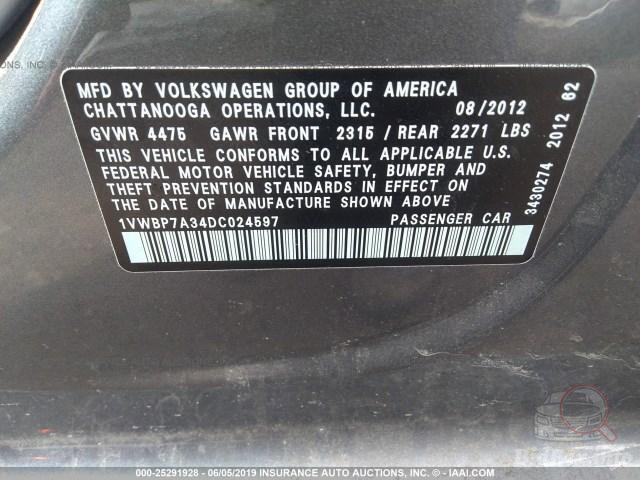 MFD BY VOLKSWAGEN GROUP OF AMERICA
CHATTANOOGA OPERATIONS, LLC. 08/2012
GVWR 4475 GAWR FRONT 2315 / REAR 2271 LBS
THIS VEHICLE CONFORMS TO ALL APPLICABLE U.S.
FEDERAL MOTOR VEHICLE SAFETY, BUMPER AND
THEFT PREVENTION STANDARDS IN EFFECT ON
THE DATE OF MANUFACTURE SHOWN ABOVE
1VWBP7A34DC024597 PASSENGER CAR
3430274 2012 62
000-25291928 - 06/05/2019 INSURANCE AUTO AUCTIONS, INC. - IAAI.COM